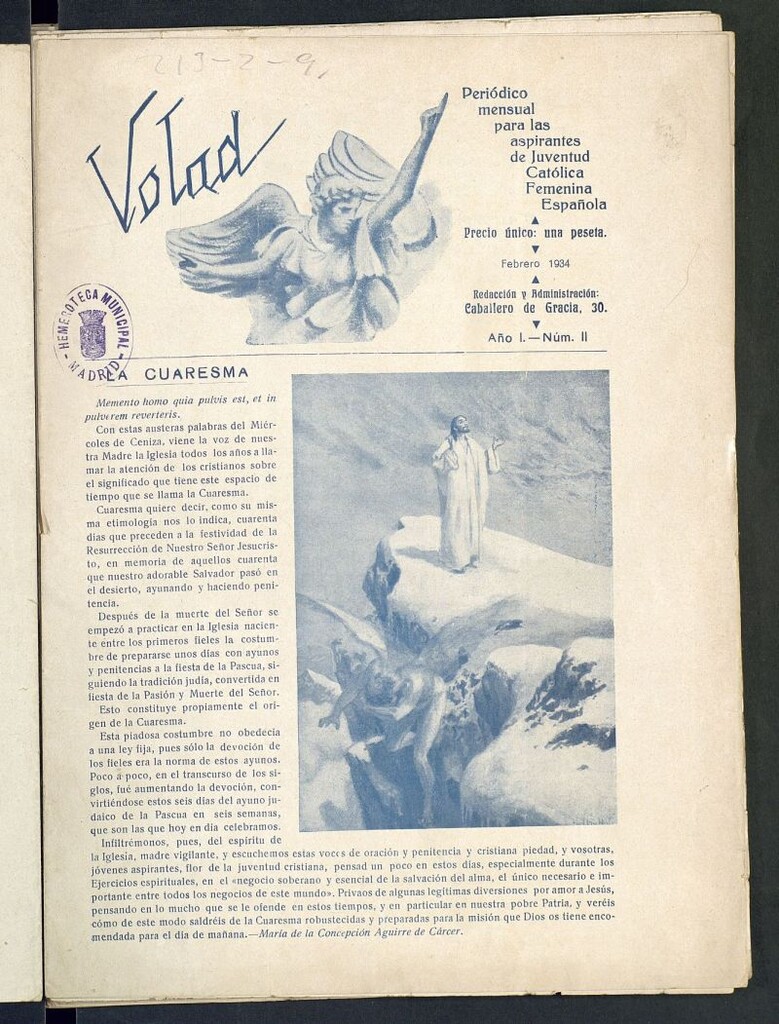 213-2-9,
Volad
Periódico
mensual
para las
aspirantes
de Juventud
Católica
Femenina
Española
Precio único: una peseta.
Febrero 1934
Redacción y Administración:
Caballero de Gracia, 30.
Año I.—Núm. II
HEMEROTECA MUNICIPAL
MADRID
LA CUARESMA
Memento homo quia pulvis est, et in
pulverem reverteris.
Con estas austeras palabras del Miér-
coles de Ceniza, viene la voz de nues-
tra Madre la Iglesia todos los años a lla-
mar la atención de los cristianos sobre
el significado que tiene este espacio de
tiempo que se llama la Cuaresma.
Cuaresma quiere decir, como su mis-
ma etimología nos lo indica, cuarenta
días que preceden a la festividad de la
Resurrección de Nuestro Señor Jesucris-
to, en memoria de aquellos cuarenta
que nuestro adorable Salvador pasó en
el desierto, ayunando y haciendo peni-
tencia.
Después de la muerte del Señor se
empezó a practicar en la Iglesia nacien-
te entre los primeros fieles la costum-
bre de prepararse unos días con ayunos
y penitencias a la fiesta de la Pascua, si-
guiendo la tradición judía, convertida en
fiesta de la Pasión y Muerte del Señor.
Esto constituye propiamente el ori-
gen de la Cuaresma.
Esta piadosa costumbre no obedecía
a una ley fija, pues sólo la devoción de
los fieles era la norma de estos ayunos.
Poco a poco, en el transcurso de los si-
glos, fué aumentando la devoción, con-
virtiéndose estos seis días del ayuno ju-
daico de la Pascua en seis semanas,
que son las que hoy en día celebramos.
Infiltrémonos, pues, del espíritu de
la Iglesia, madre vigilante, y escuchemos estas voces de oración y penitencia y cristiana piedad, y vosotras,
jóvenes aspirantes, flor de la juventud cristiana, pensad un poco en estos días, especialmente durante los
Ejercicios espirituales, en el «negocio soberano y esencial de la salvación del alma, el único necesario e im-
portante entre todos los negocios de este mundo». Privaos de algunas legítimas diversiones por amor a Jesús,
pensando en lo mucho que se le ofende en estos tiempos, y en particular en nuestra pobre Patria, y veréis
cómo de este modo saldréis de la Cuaresma robustecidas y preparadas para la misión que Dios os tiene enco-
mendada para el día de mañana.—María de la Concepción Aguirre de Cárcer.